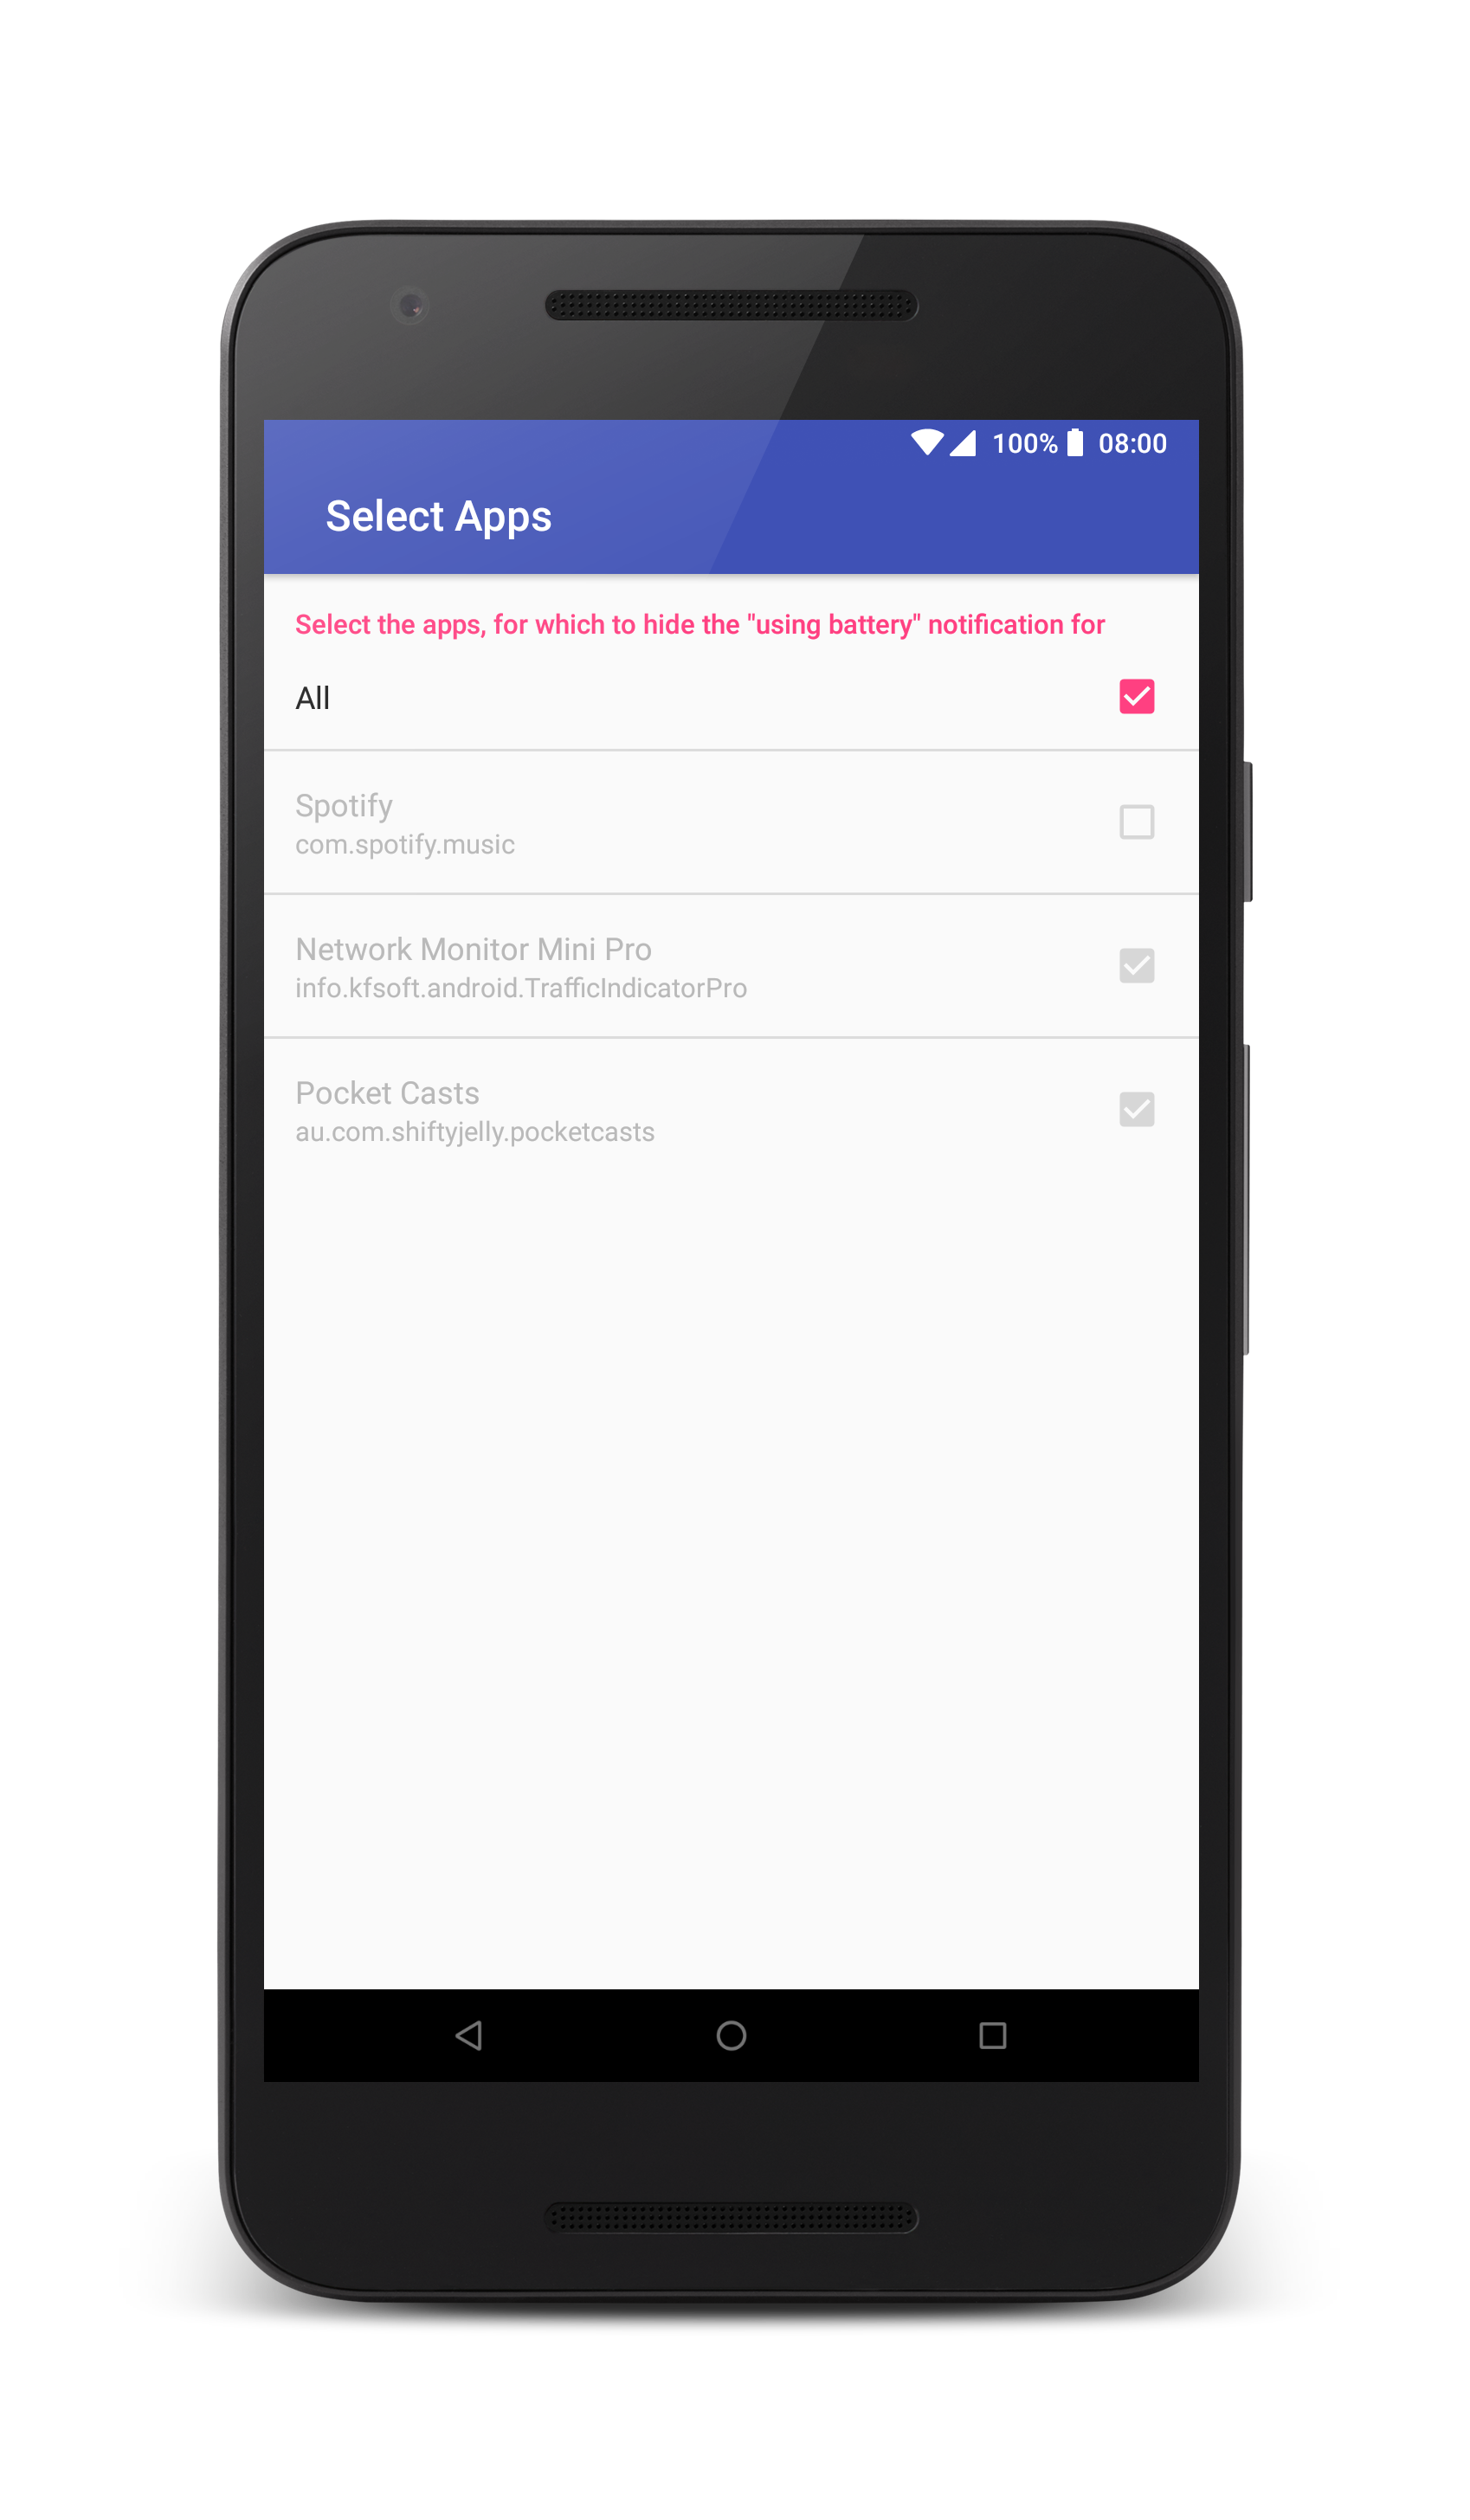 100% 08:00
Select Apps
Select the apps, for which to hide the "using battery" notification for
All
Spotify
com.spotify.music
Network Monitor Mini Pro
info.kfsoft.android.TrafficIndicatorPro
Pocket Casts
au.com.shiftyjelly.pocketcasts